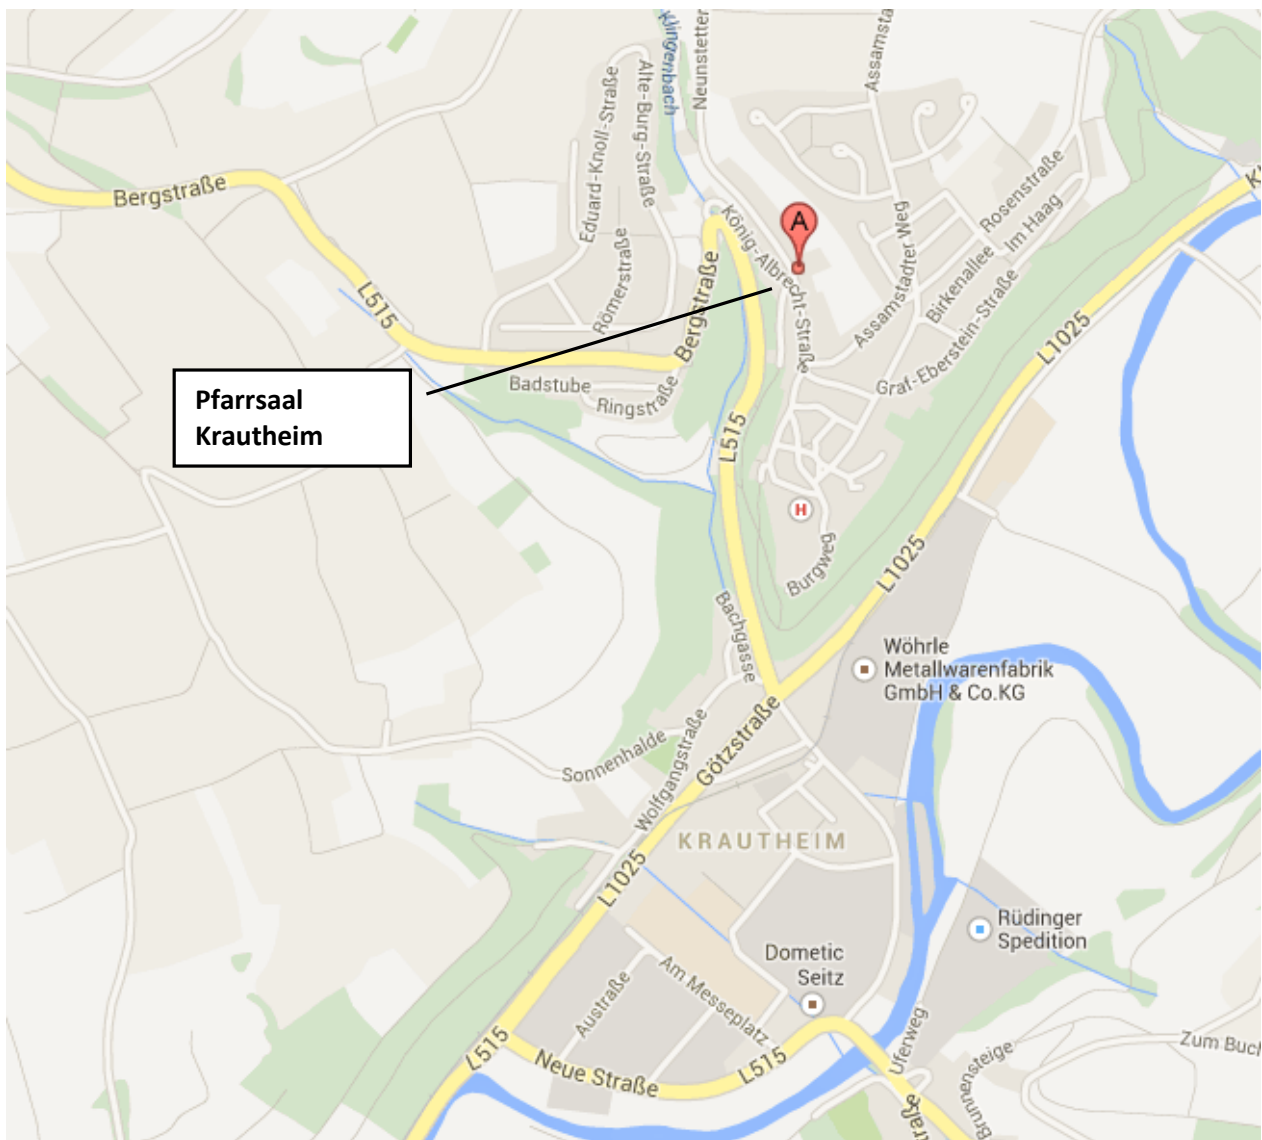 Klingenbach
Neunstetter
Assamsta
Eduard-Knoll-Straße
Alte-Burg-Straße
Bergstraße
König-Albrecht-Straße
A
Rosenstraße
Im Haag
Assamstadter Weg
Birkenallee
Römerstraße
Bergstraße
L515
L1025
Graf-Eberstein-Straße
Badstube
Ringstraße
Pfarrsaal
Krautheim
L515
H
L1025
Burgweg
Bachgasse
Wöhrle
Metallwarenfabrik
GmbH & Co.KG
Götzstraße
Sonnenhalde
Wolfgangstraße
KRAUTHEIM
L1025
Rüdinger
Spedition
Dometic
Seitz
Am Messeplatz
Austraße
L515
Neue Straße
L515
Uferweg
Brunnensteige
Zum Buch
raße